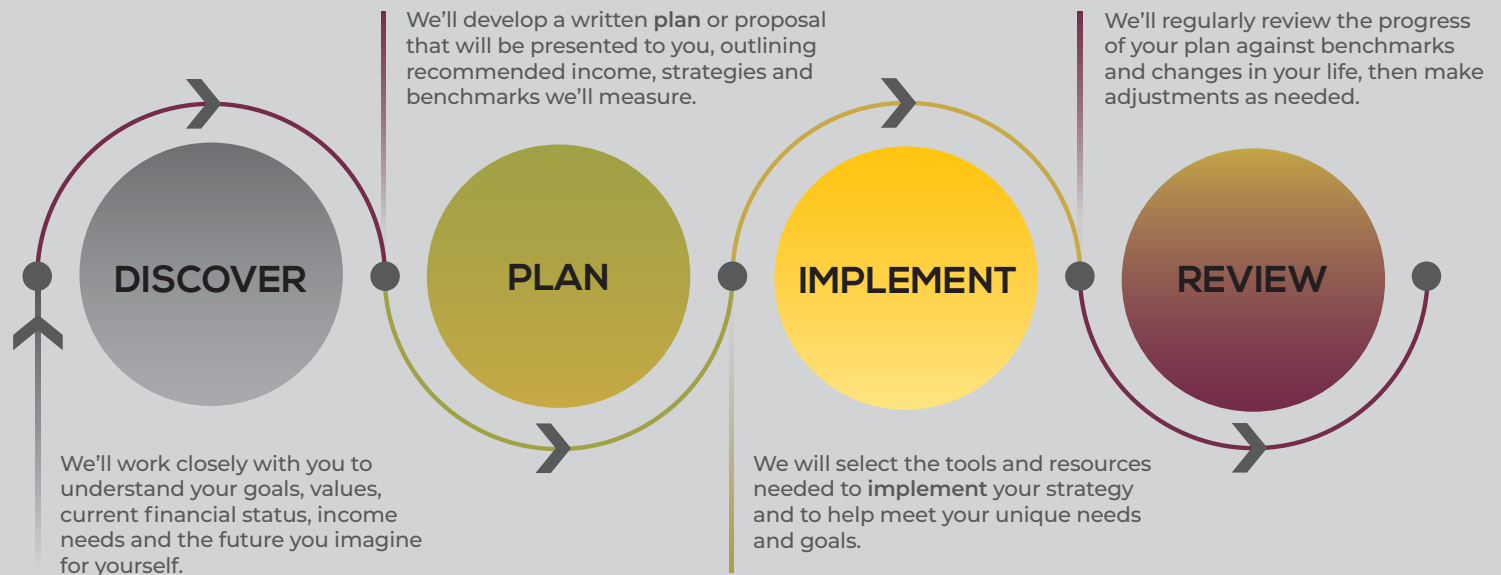 DISCOVER
We’ll work closely with you to
understand your goals, values,
current financial status, income
needs and the future you imagine
for yourself.
PLAN
We’ll develop a written plan or proposal
that will be presented to you, outlining
recommended income, strategies and
benchmarks we’ll measure.
IMPLEMENT
We will select the tools and resources
needed to implement your strategy
and to help meet your unique needs
and goals.
REVIEW
We’ll regularly review the progress
of your plan against benchmarks
and changes in your life, then make
adjustments as needed.